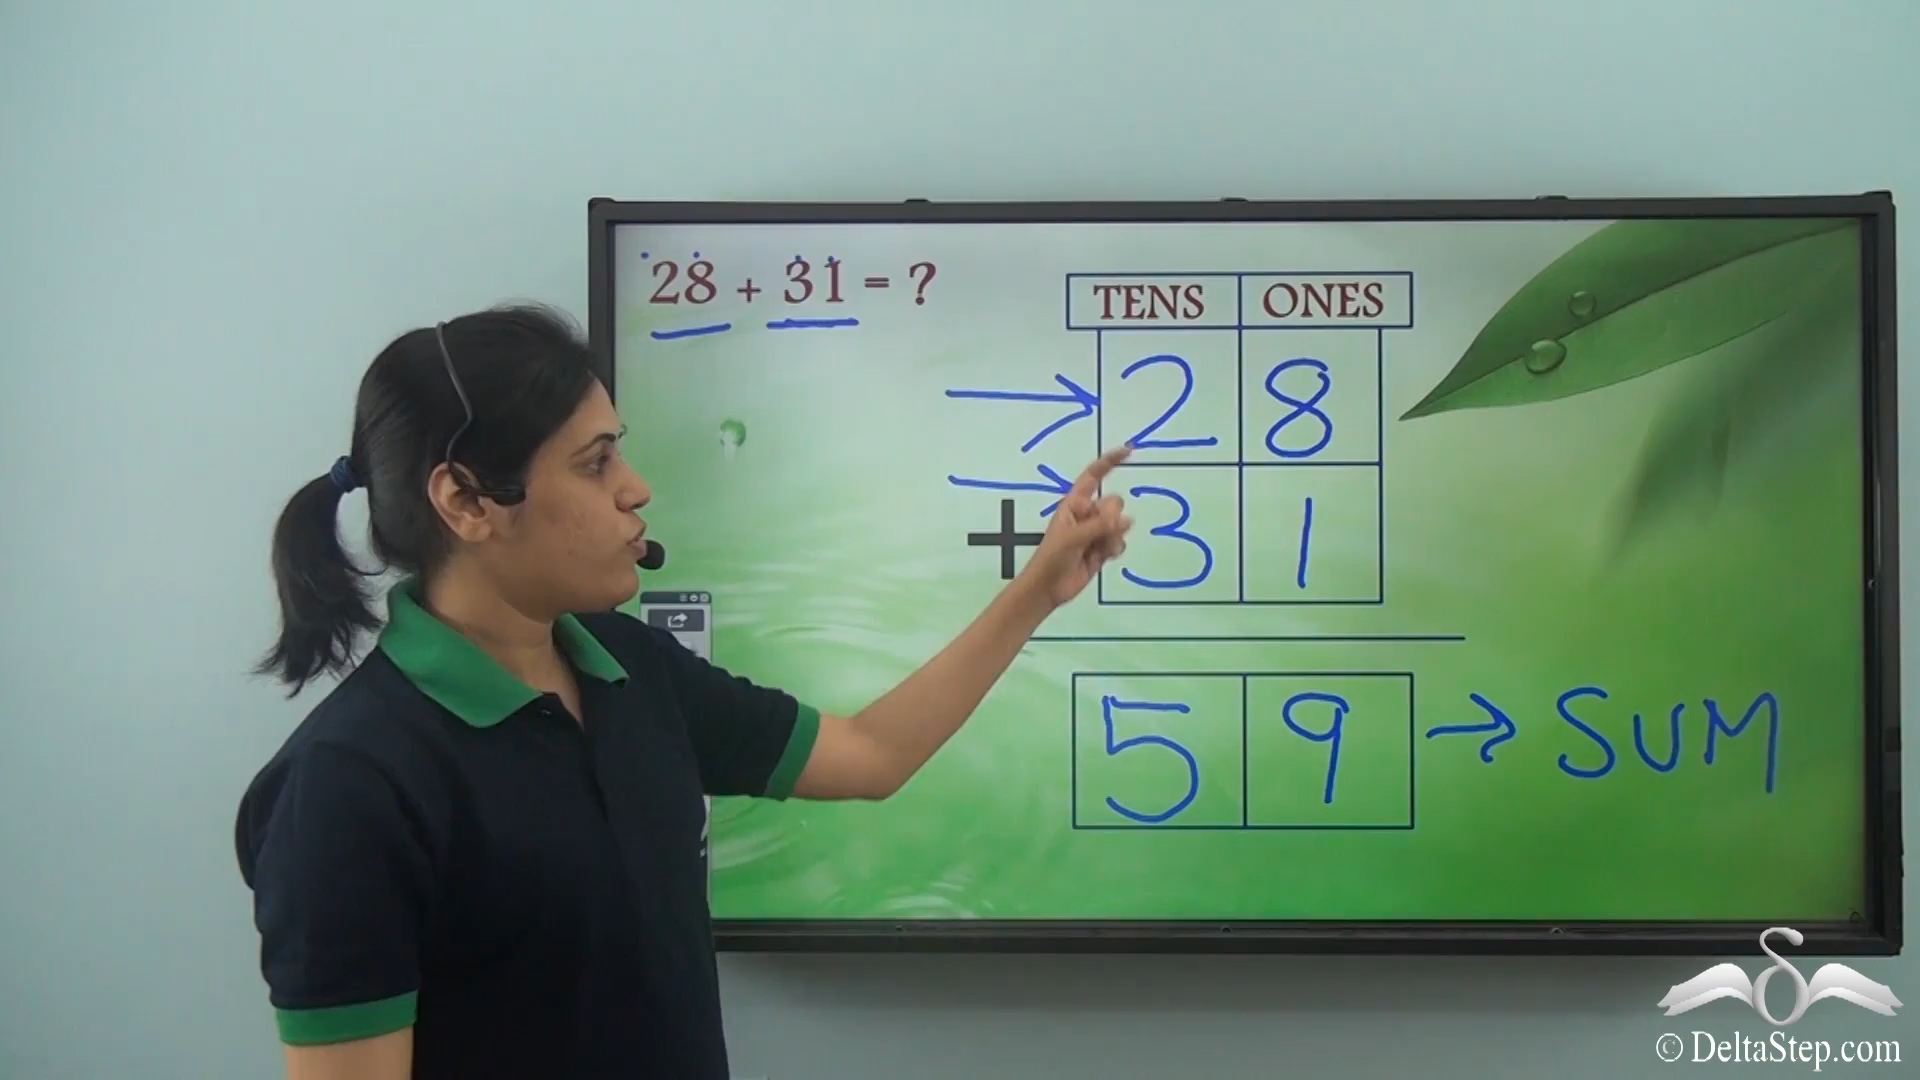 28 + 31 = ?
TENS ONES
2 8
+ 3 1
5 9 → SUM
© DeltaStep.com